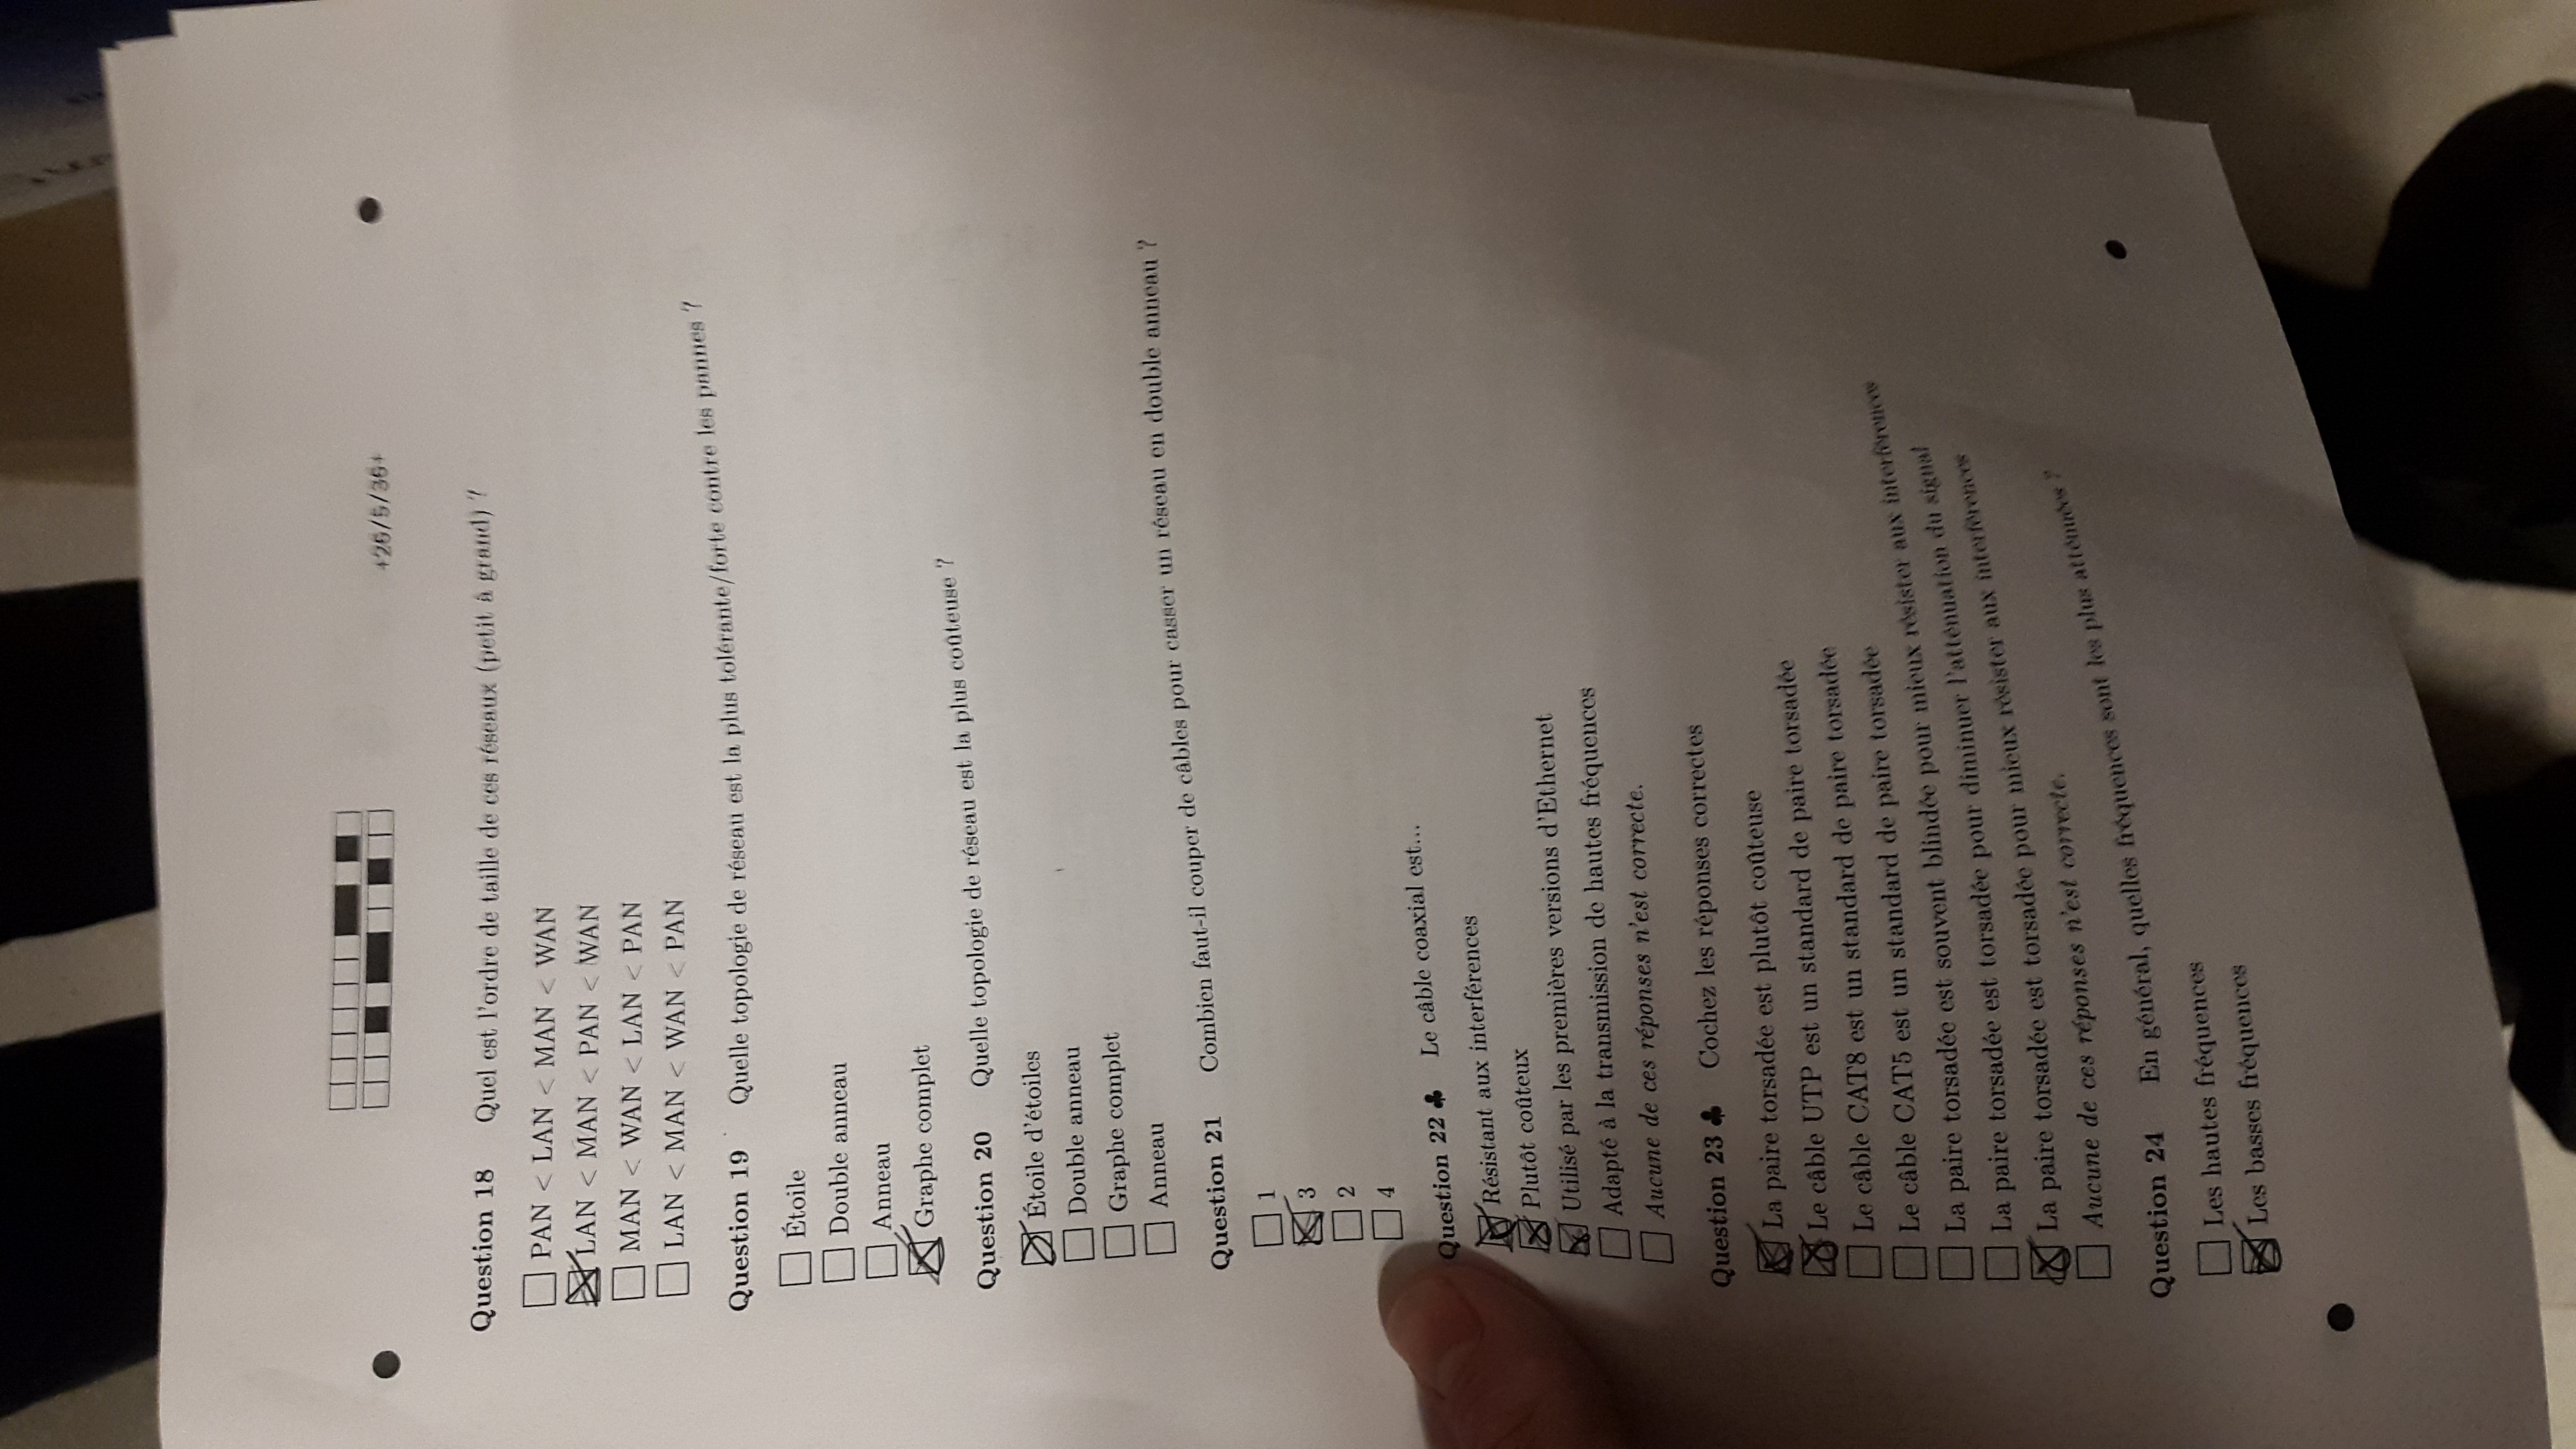 +26/5/36+
Question 18 Quel est l'ordre de taille de ces réseaux (petit à grand) ?
PAN < LAN < MAN < WAN
LAN < MAN < PAN < WAN
MAN < WAN < LAN < PAN
LAN < MAN < WAN < PAN
Question 19 Quelle topologie de réseau est la plus tolérante/forte contre les pannes ?
Étoile
Double anneau
Anneau
Graphe complet
Question 20 Quelle topologie de réseau est la plus coûteuse ?
Étoile d'étoiles
Double anneau
Graphe complet
Anneau
Question 21 Combien faut-il couper de câbles pour casser un réseau en double anneau ?
1
3
2
4
Question 22 ♣ Le câble coaxial est...
Résistant aux interférences
Plutôt coûteux
Utilisé par les premières versions d'Ethernet
Adapté à la transmission de hautes fréquences
Aucune de ces réponses n'est correcte.
Question 23 ♣ Cochez les réponses correctes
La paire torsadée est plutôt coûteuse
Le câble UTP est un standard de paire torsadée
Le câble CAT8 est un standard de paire torsadée
Le câble CAT5 est un standard de paire torsadée
La paire torsadée est souvent blindée pour mieux résister aux interférences
La paire torsadée est torsadée pour diminuer l'atténuation du signal
La paire torsadée est torsadée pour mieux résister aux interférences
Aucune de ces réponses n'est correcte.
Question 24 En général, quelles fréquences sont les plus atténuées ?
Les hautes fréquences
Les basses fréquences